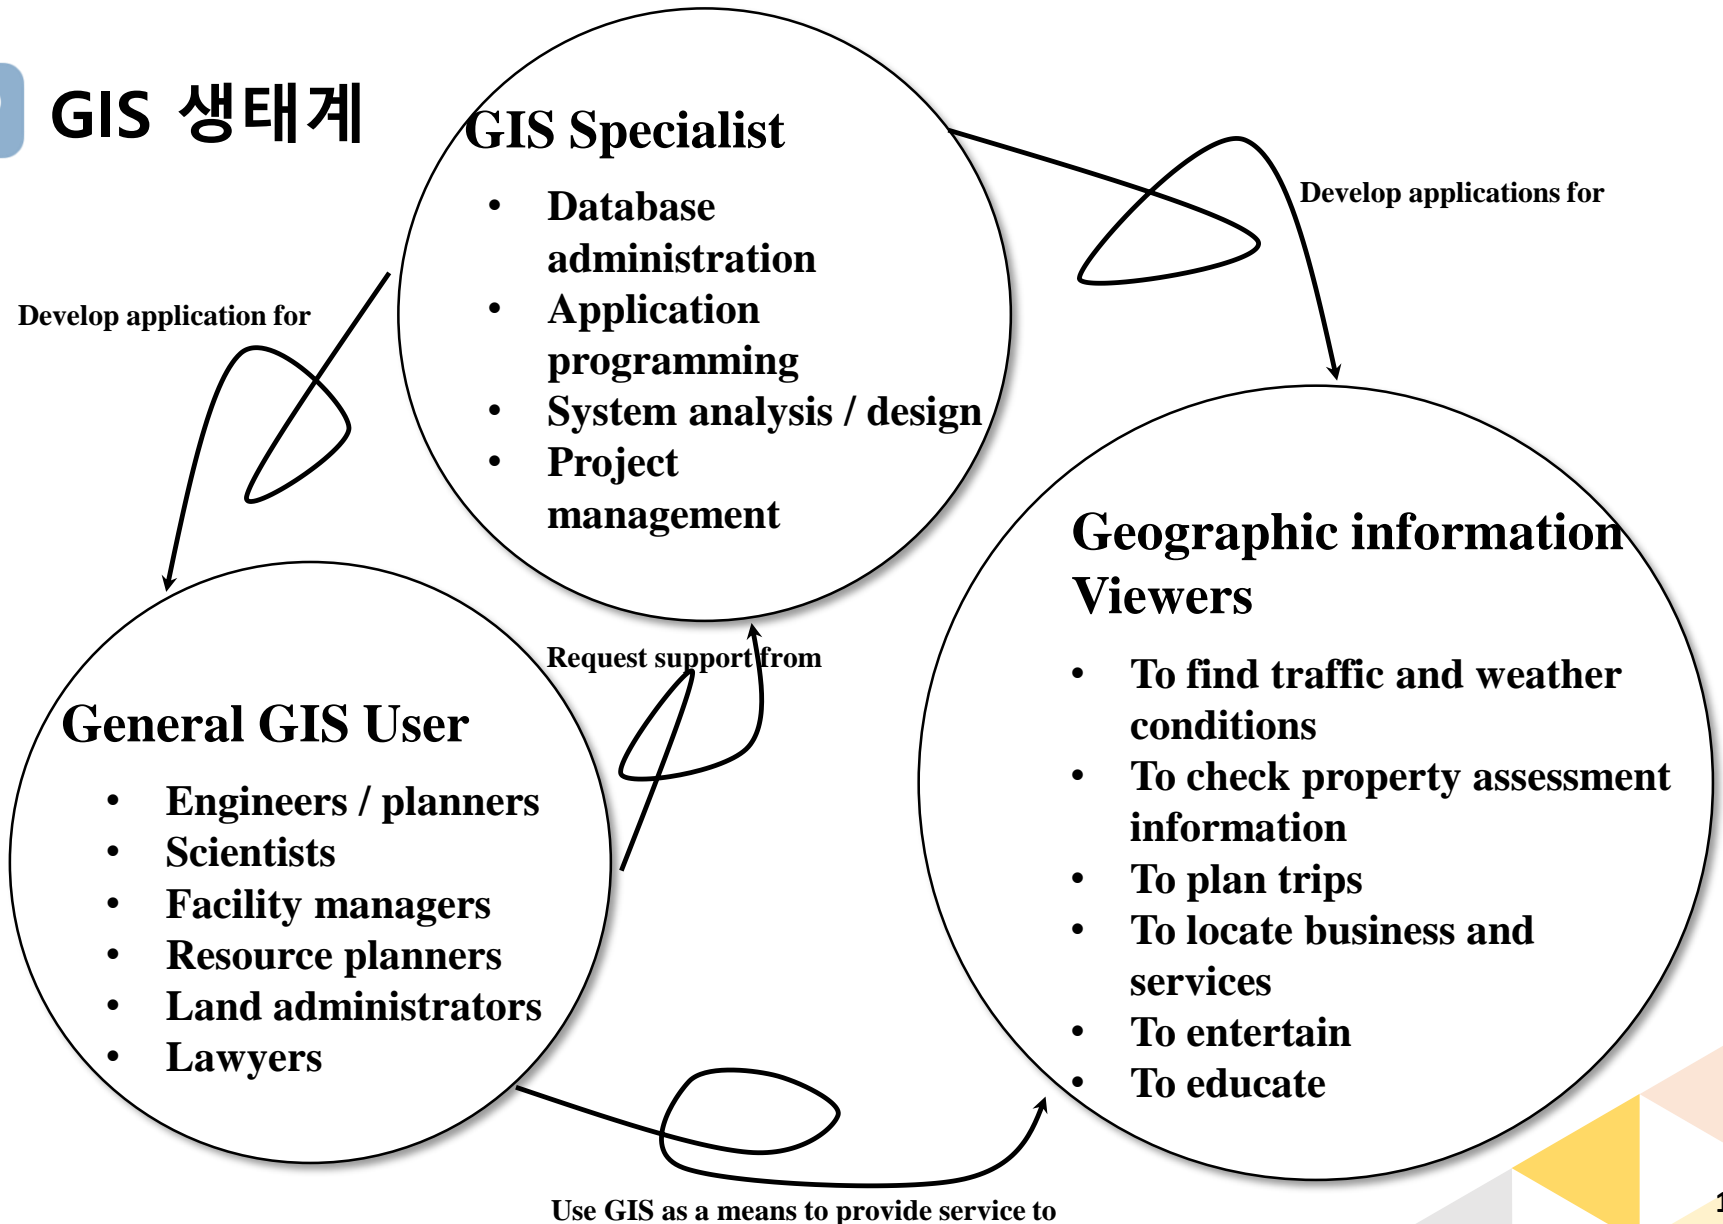 GIS 생태계
GIS Specialist
• Database
administration
• Application
programming
• System analysis / design
• Project
management
Develop applications for
Develop application for
Request support from
General GIS User
• Engineers / planners
• Scientists
• Facility managers
• Resource planners
• Land administrators
• Lawyers
Geographic information
Viewers
• To find traffic and weather
conditions
• To check property assessment
information
• To plan trips
• To locate business and
services
• To entertain
• To educate
Use GIS as a means to provide service to